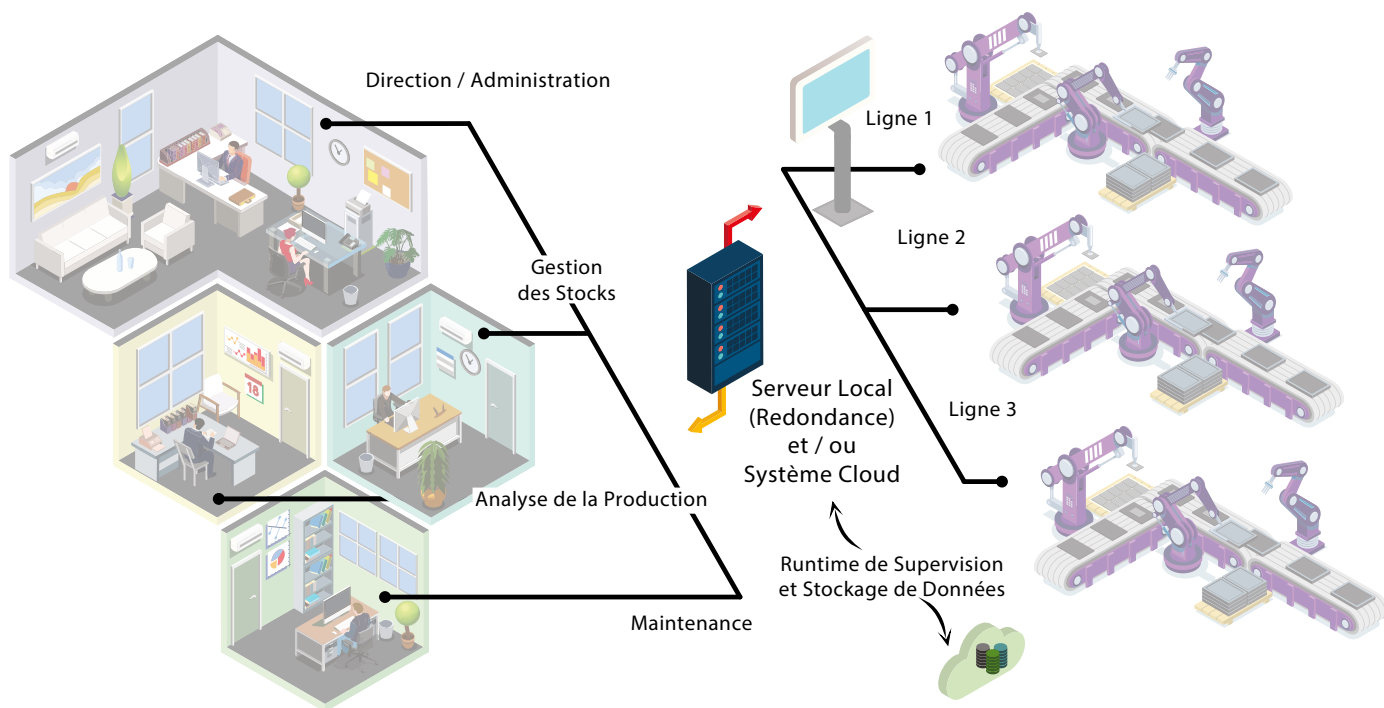 Direction / Administration
Gestion
des Stocks
Analyse de la Production
Maintenance
18
Serveur Local
(Redondance)
et / ou
Système Cloud
Runtime de Supervision
et Stockage de Données
Ligne 1
Ligne 2
Ligne 3